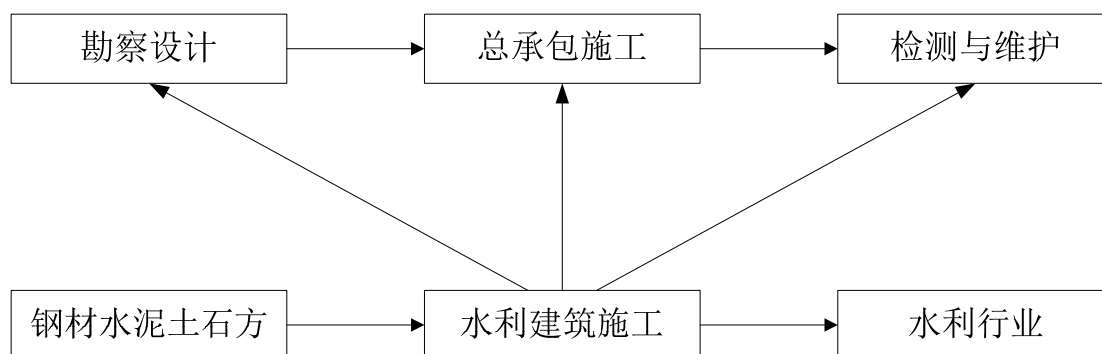 勘察设计
总承包施工
检测与维护
钢材水泥土石方
水利建筑施工
水利行业